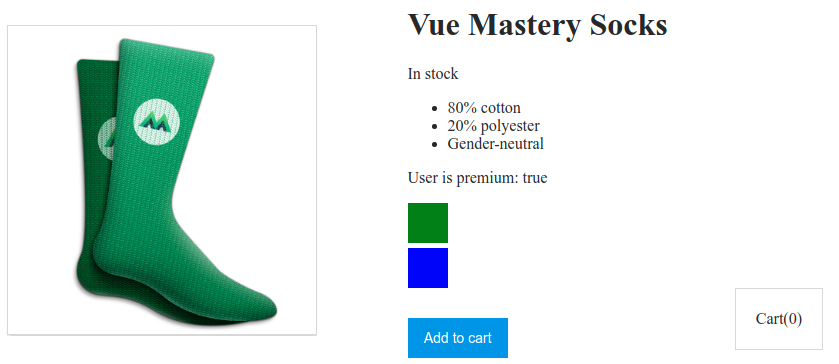 Vue Mastery Socks
In stock
80% cotton
20% polyester
Gender-neutral
User is premium: true
Add to cart
Cart(0)